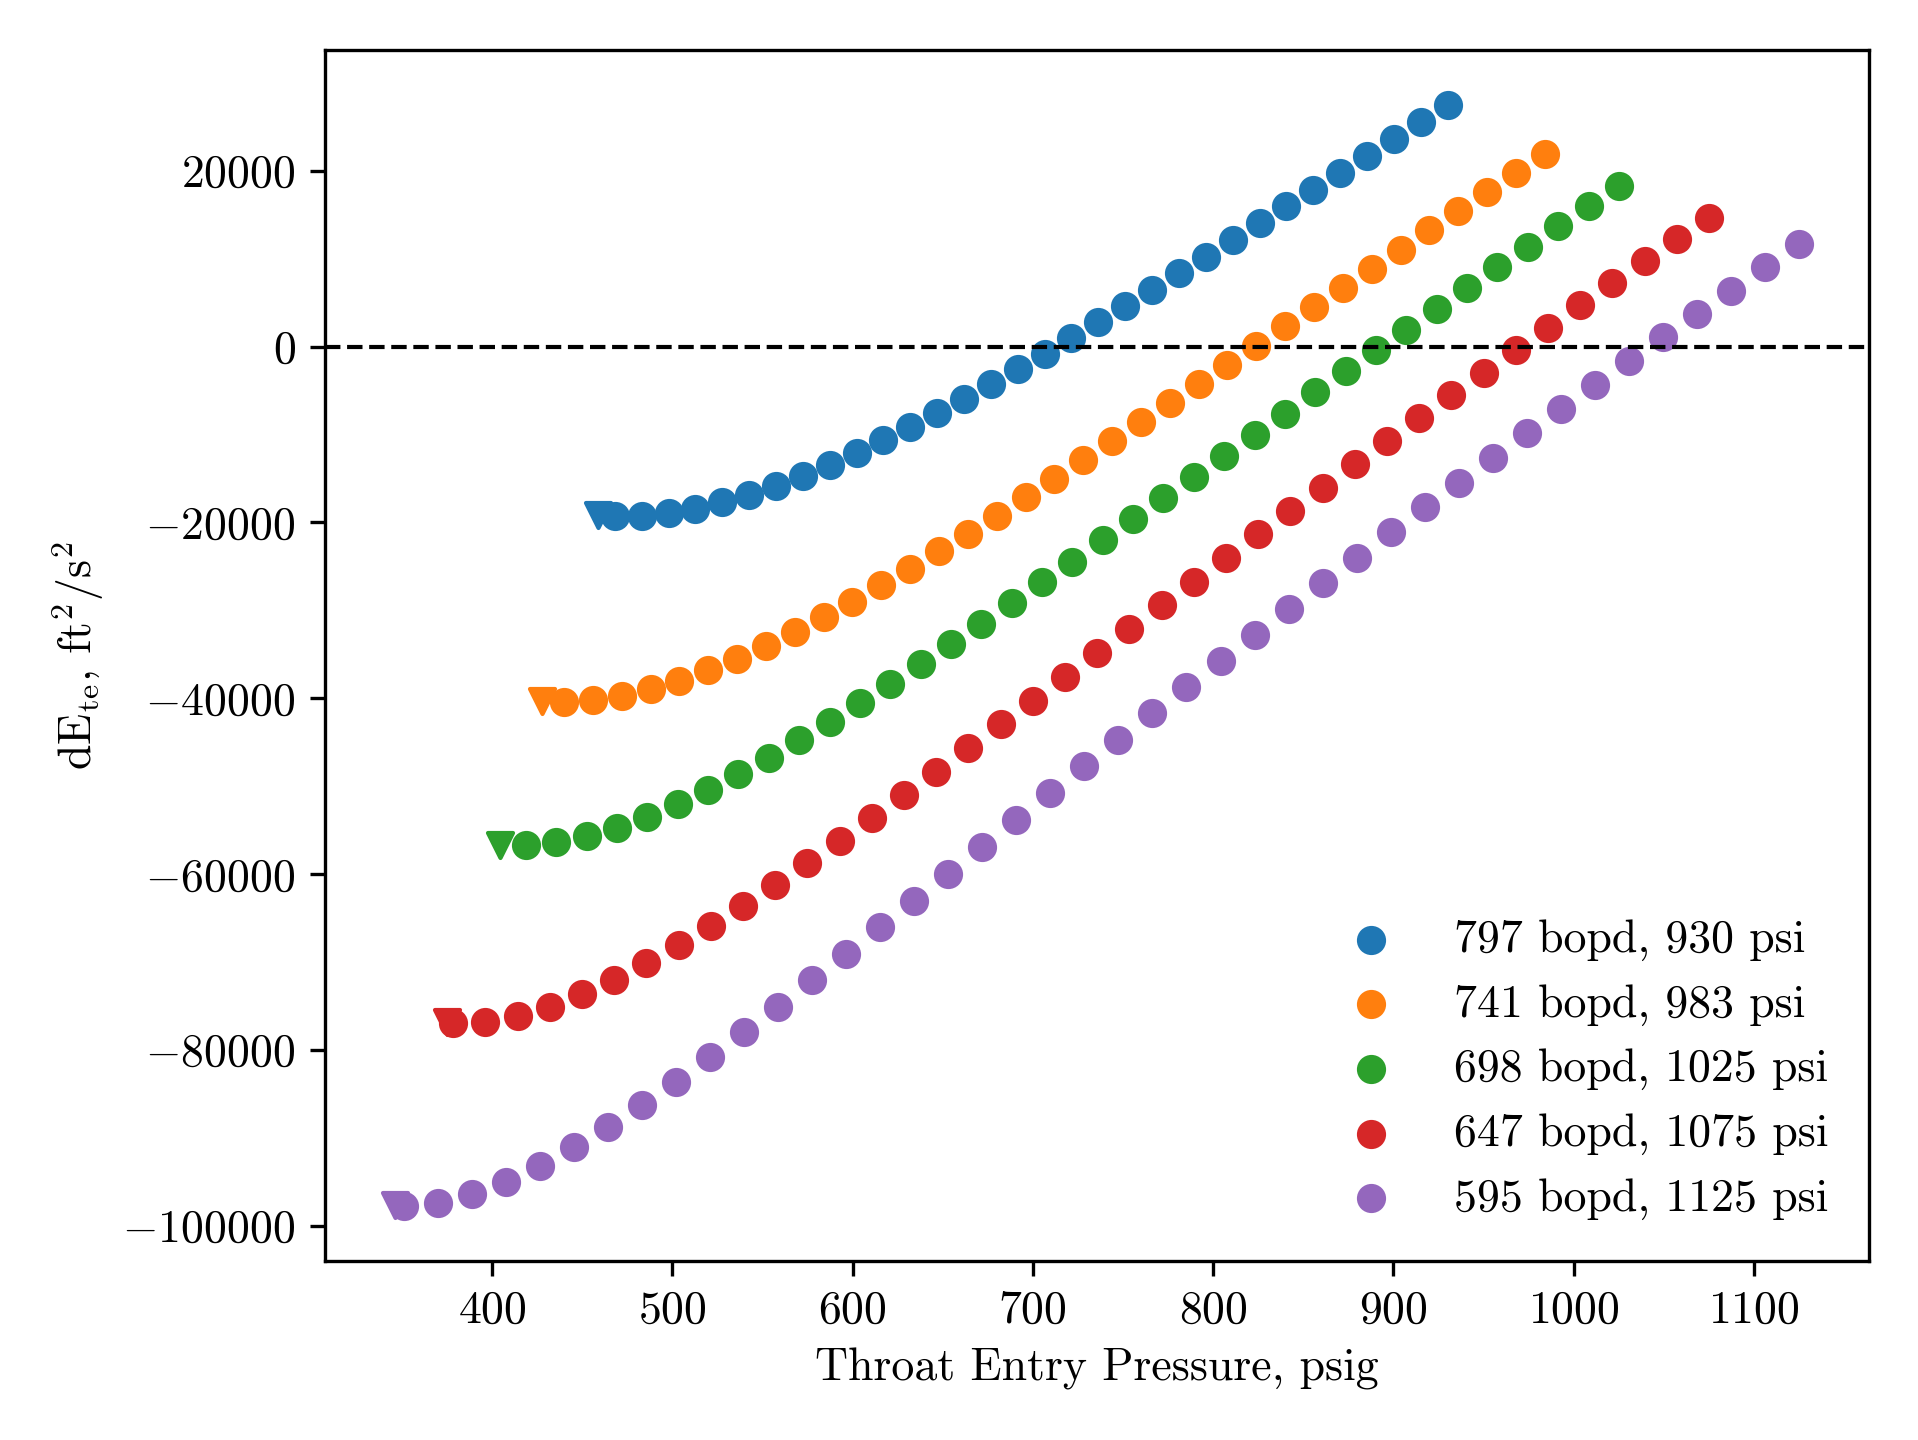 20000
0
−20000
−40000
−60000
−80000
−100000
dE_te, ft²/s²
400 500 600 700 800 900 1000 1100
Throat Entry Pressure, psig
797 bopd, 930 psi
741 bopd, 983 psi
698 bopd, 1025 psi
647 bopd, 1075 psi
595 bopd, 1125 psi